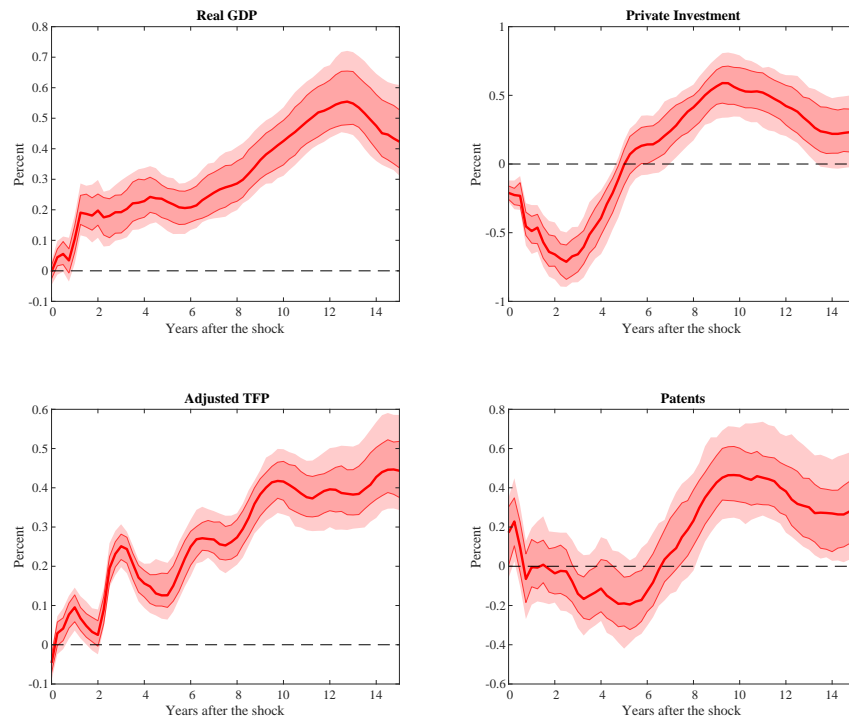 Real GDP
0.8
0.7
0.6
0.5
0.4
0.3
0.2
0.1
0
-0.1
Percent
0 2 4 6 8 10 12 14
Years after the shock
Private Investment
1
0.5
0
-0.5
-1
Percent
0 2 4 6 8 10 12 14
Years after the shock
Adjusted TFP
0.6
0.5
0.4
0.3
0.2
0.1
0
-0.1
Percent
0 2 4 6 8 10 12 14
Years after the shock
Patents
0.8
0.6
0.4
0.2
0
-0.2
-0.4
-0.6
Percent
0 2 4 6 8 10 12 14
Years after the shock